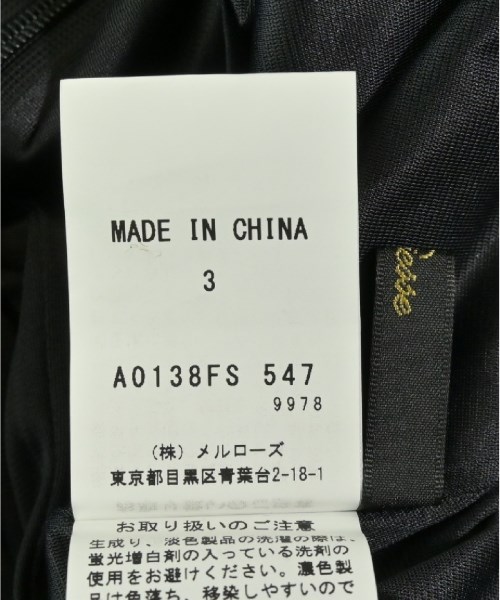 MADE IN CHINA
3
A0138FS 547
9978
(株) メルローズ
東京都目黒区青葉台2-18-1
お取り扱いのご注意
生成り、淡色製品の洗濯の際は、
蛍光増白剤の入っている洗剤の
使用をお避けください。濃色製
品は色落ち、移染しやすいので